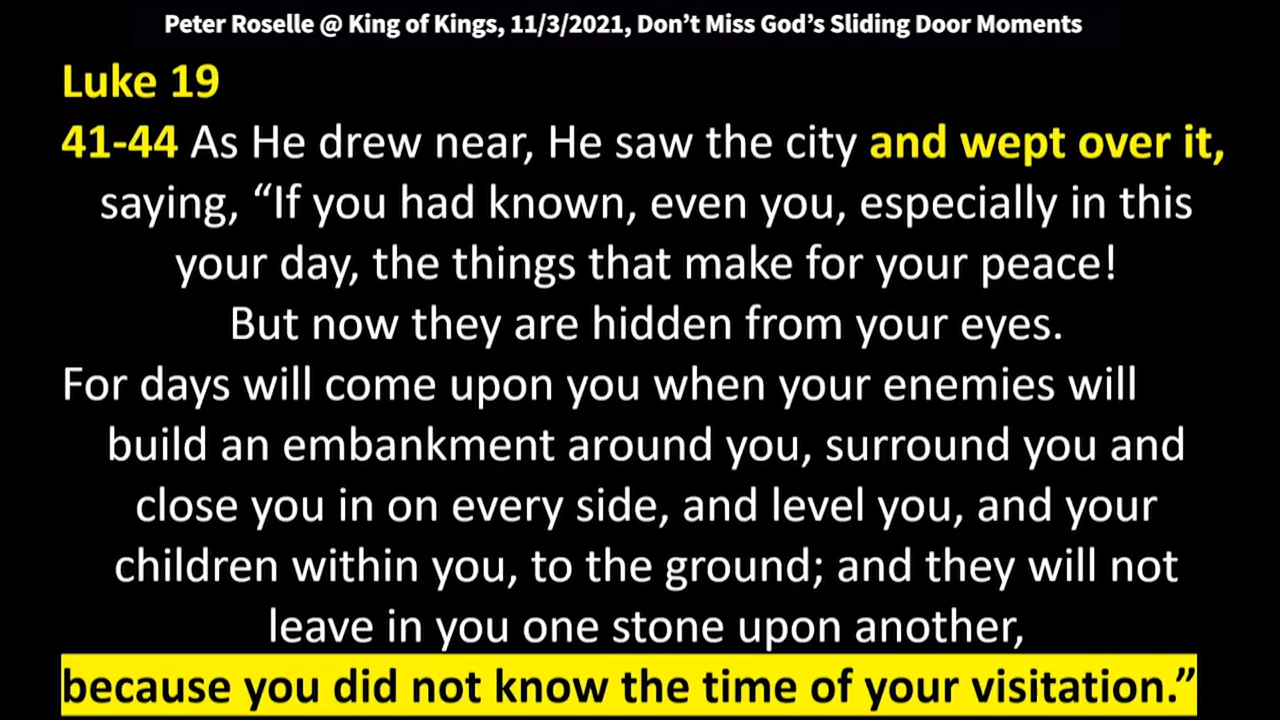 Peter Roselle @ King of Kings, 11/3/2021, Don’t Miss God’s Sliding Door Moments
Luke 19
41-44 As He drew near, He saw the city and wept over it,
saying, “If you had known, even you, especially in this
your day, the things that make for your peace!
But now they are hidden from your eyes.
For days will come upon you when your enemies will
build an embankment around you, surround you and
close you in on every side, and level you, and your
children within you, to the ground; and they will not
leave in you one stone upon another,
because you did not know the time of your visitation.”